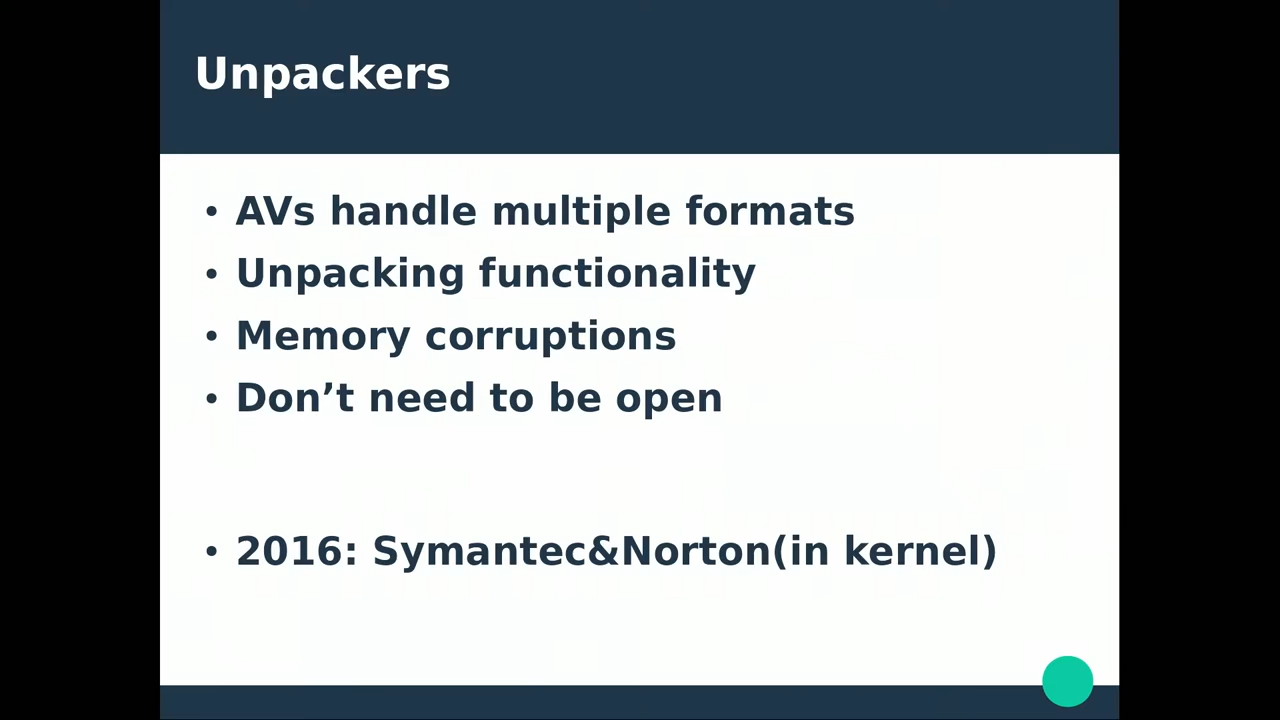 Unpackers
• AVs handle multiple formats
• Unpacking functionality
• Memory corruptions
• Don’t need to be open
• 2016: Symantec&Norton(in kernel)